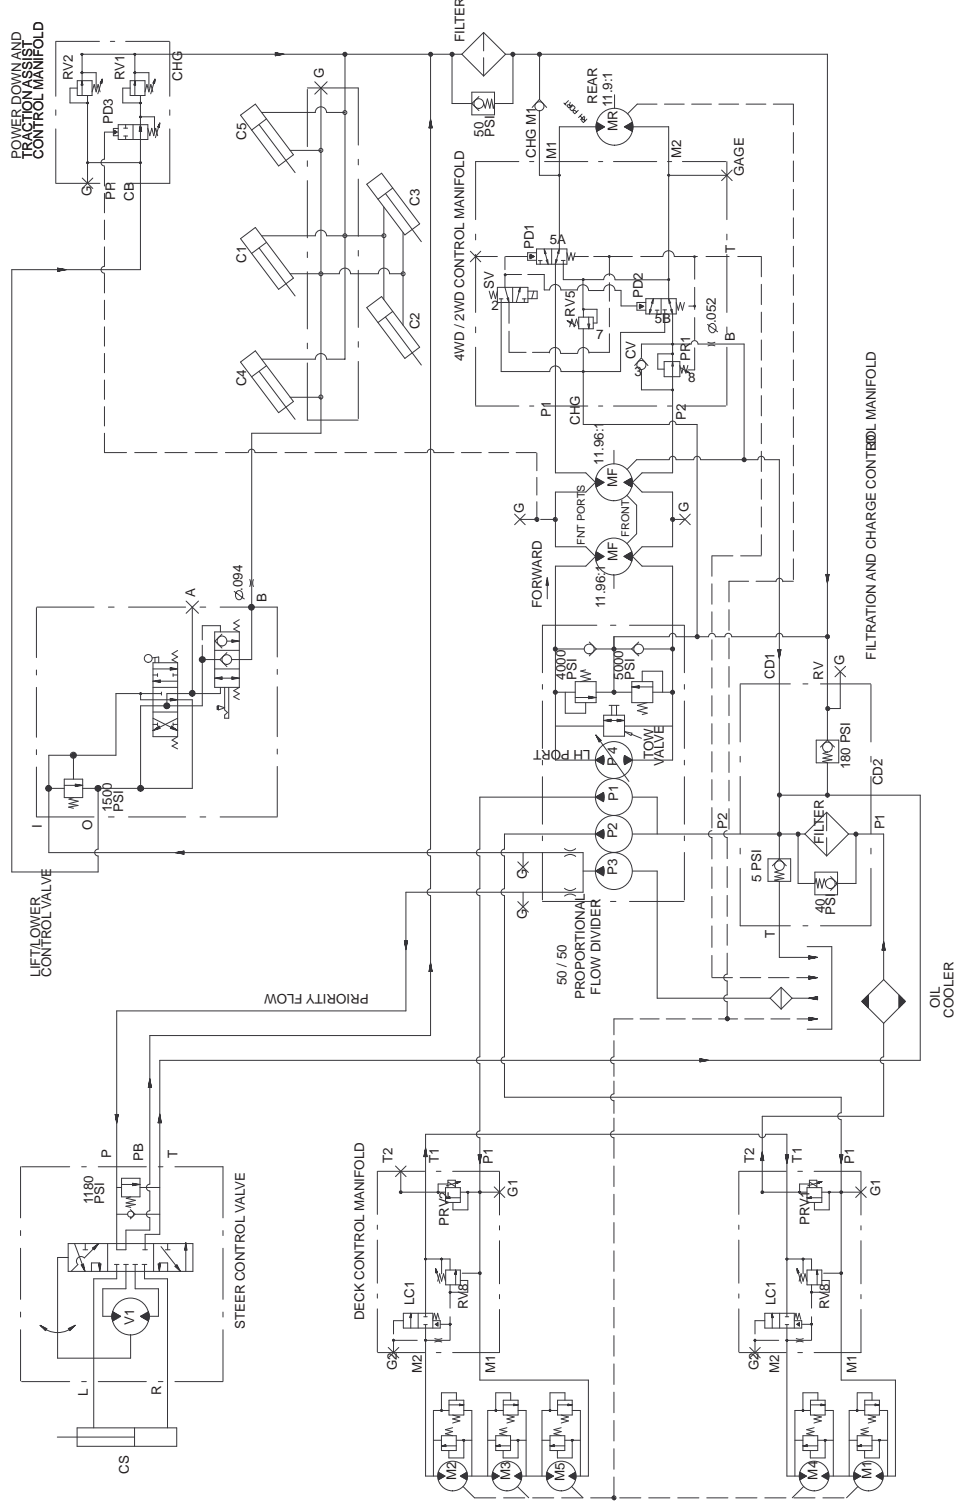 POWER DOWN AND
TRACTION ASSIST
CONTROL MANIFOLD
RV2
RV1
PD3
CHG
G
PR
CB
FILTER
50
PSI
CHG M1
RH PORT
REAR
11.9:1
MR
M1
M2
GAGE
G
C5
C1
C4
C3
C2
4WD / 2WD CONTROL MANIFOLD
SV
2
PD1
5A
RV5
7
PD2
5B
CV
3
PR1
8
Ø.052
T
B
P1
CHG
P2
11.96:1
MF
FNT PORTS
FRONT
G
G
MF
11.96:1
FORWARD
A
Ø.094
B
1500
PSI
I
O
LIFT/LOWER
CONTROL VALVE
4000
PSI
5000
PSI
TOW
VALVE
LH PORT
P4
P1
P2
P3
G
G
50 / 50
PROPORTIONAL
FLOW DIVIDER
FILTRATION AND CHARGE CONTROL MANIFOLD
CD1
RV
G
180 PSI
CD2
P2
5 PSI
FILTER
P1
40
PSI
T
OIL
COOLER
PRIORITY FLOW
P
PB
T
1180
PSI
STEER CONTROL VALVE
V1
L
R
CS
DECK CONTROL MANIFOLD
T2
T1
P1
G1
LC1
RV8
G2
M2
M1
M2
M3
M5
T2
T1
P1
G1
LC1
RV8
G2
M2
M1
M4
M1